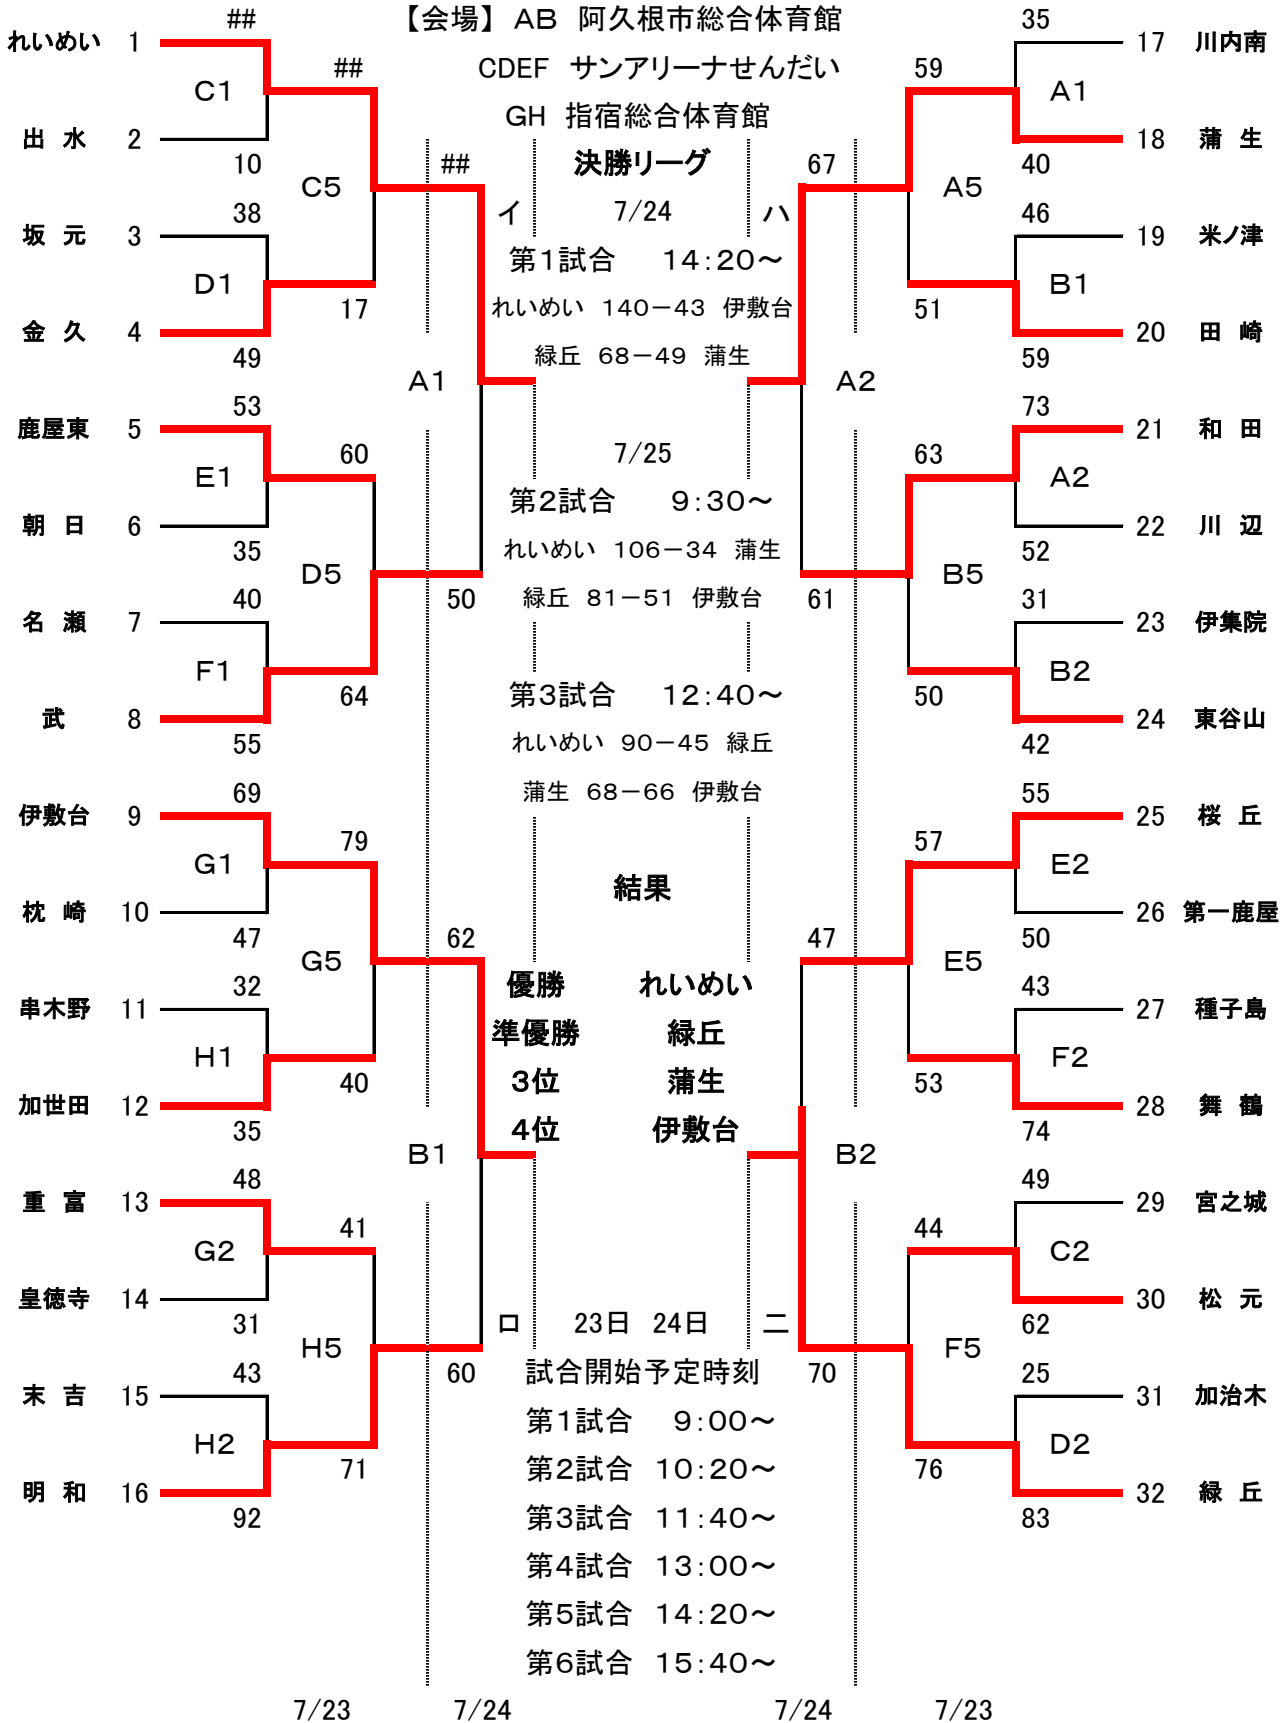 【会場】 AB 阿久根市総合体育館
CDEF サンアリーナせんだい
GH 指宿総合体育館
##
れいめい 1
C1
出 水 2
10
##
C5
38
坂 元 3
D1
金 久 4
49
17
##
A1
53
鹿屋東 5
E1
朝 日 6
35
60
D5
40
名 瀬 7
F1
武 8
55
64
50
69
伊敷台 9
G1
枕 崎 10
47
79
G5
32
串木野 11
H1
加世田 12
35
40
62
B1
48
重 富 13
G2
皇徳寺 14
31
41
H5
43
末 吉 15
H2
明 和 16
92
71
60
決勝リーグ
イ 7/24 ハ
第1試合 14:20～
れいめい 140－43 伊敷台
緑丘 68－49 蒲生
7/25
第2試合 9:30～
れいめい 106－34 蒲生
緑丘 81－51 伊敷台
第3試合 12:40～
れいめい 90－45 緑丘
蒲生 68－66 伊敷台
結果
優勝 れいめい
準優勝 緑丘
3位 蒲生
4位 伊敷台
ロ 23日 24日 ニ
試合開始予定時刻
第1試合 9:00～
第2試合 10:20～
第3試合 11:40～
第4試合 13:00～
第5試合 14:20～
第6試合 15:40～
35
17 川内南
A1
18 蒲 生
40
59
A5
46
19 米ノ津
B1
20 田 崎
59
51
67
A2
73
21 和 田
A2
22 川 辺
52
63
B5
31
23 伊集院
B2
24 東谷山
42
50
61
55
25 桜 丘
E2
26 第一鹿屋
50
57
E5
43
27 種子島
F2
28 舞 鶴
74
53
47
B2
49
29 宮之城
C2
30 松 元
62
44
F5
25
31 加治木
D2
32 緑 丘
83
76
70
7/23 7/24 7/24 7/23